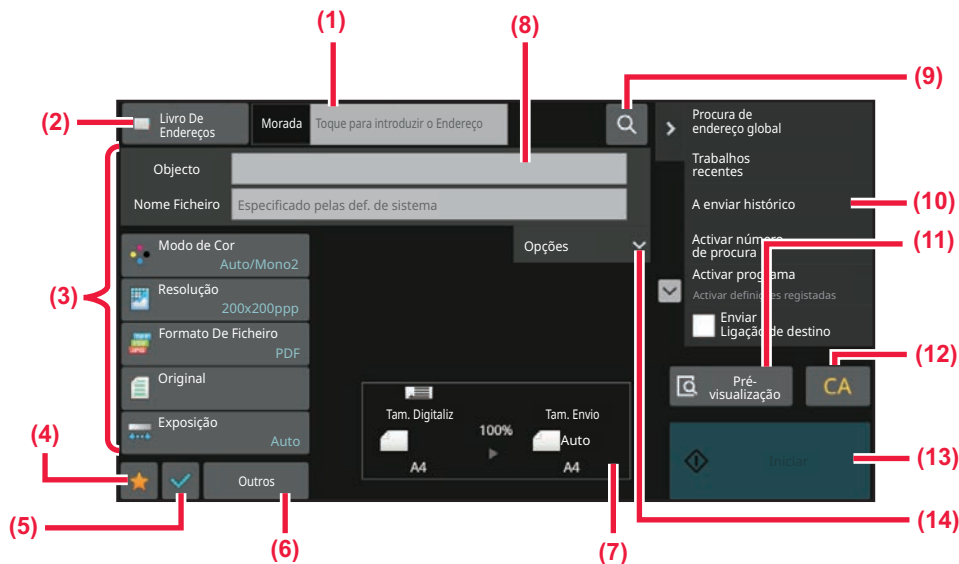 (1)
(8)
(9)
(2)
Livro De
Endereços
Morada
Toque para introduzir o Endereço
Procura de
endereço global
Objecto
Trabalhos
recentes
Nome Ficheiro
Especificado pelas def. de sistema
A enviar histórico
(10)
Opções
Activar número
de procura
(11)
(3)
Modo de Cor
Auto/Mono2
Activar programa
Activar definições registadas
Resolução
200x200ppp
Enviar
Ligação de destino
Formato De Ficheiro
PDF
(12)
Original
Pré-
visualização
CA
Exposição
Auto
Tam. Digitaliz
100%
Tam. Envio
Auto
A4
A4
(4)
Outros
Iniciar
(13)
(5)
(6)
(7)
(14)